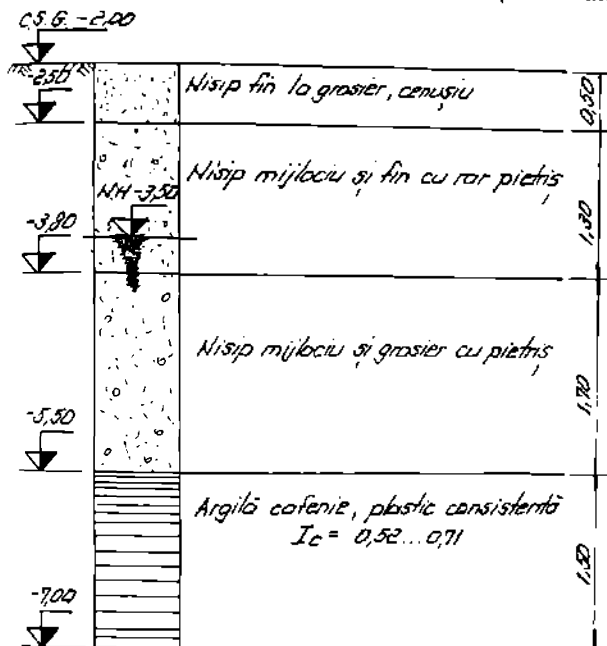 C.S.G. -2,00
-2,50
Nisip fin la grosier, cenușiu
0,50
Nisip mijlociu și fin cu rar pietriș
NH -3,50
1,30
-3,80
Nisip mijlociu și grosier cu pietriș
1,70
-5,50
Argilă cafenie, plastic consistentă
Ic = 0,52...0,71
1,50
-7,00